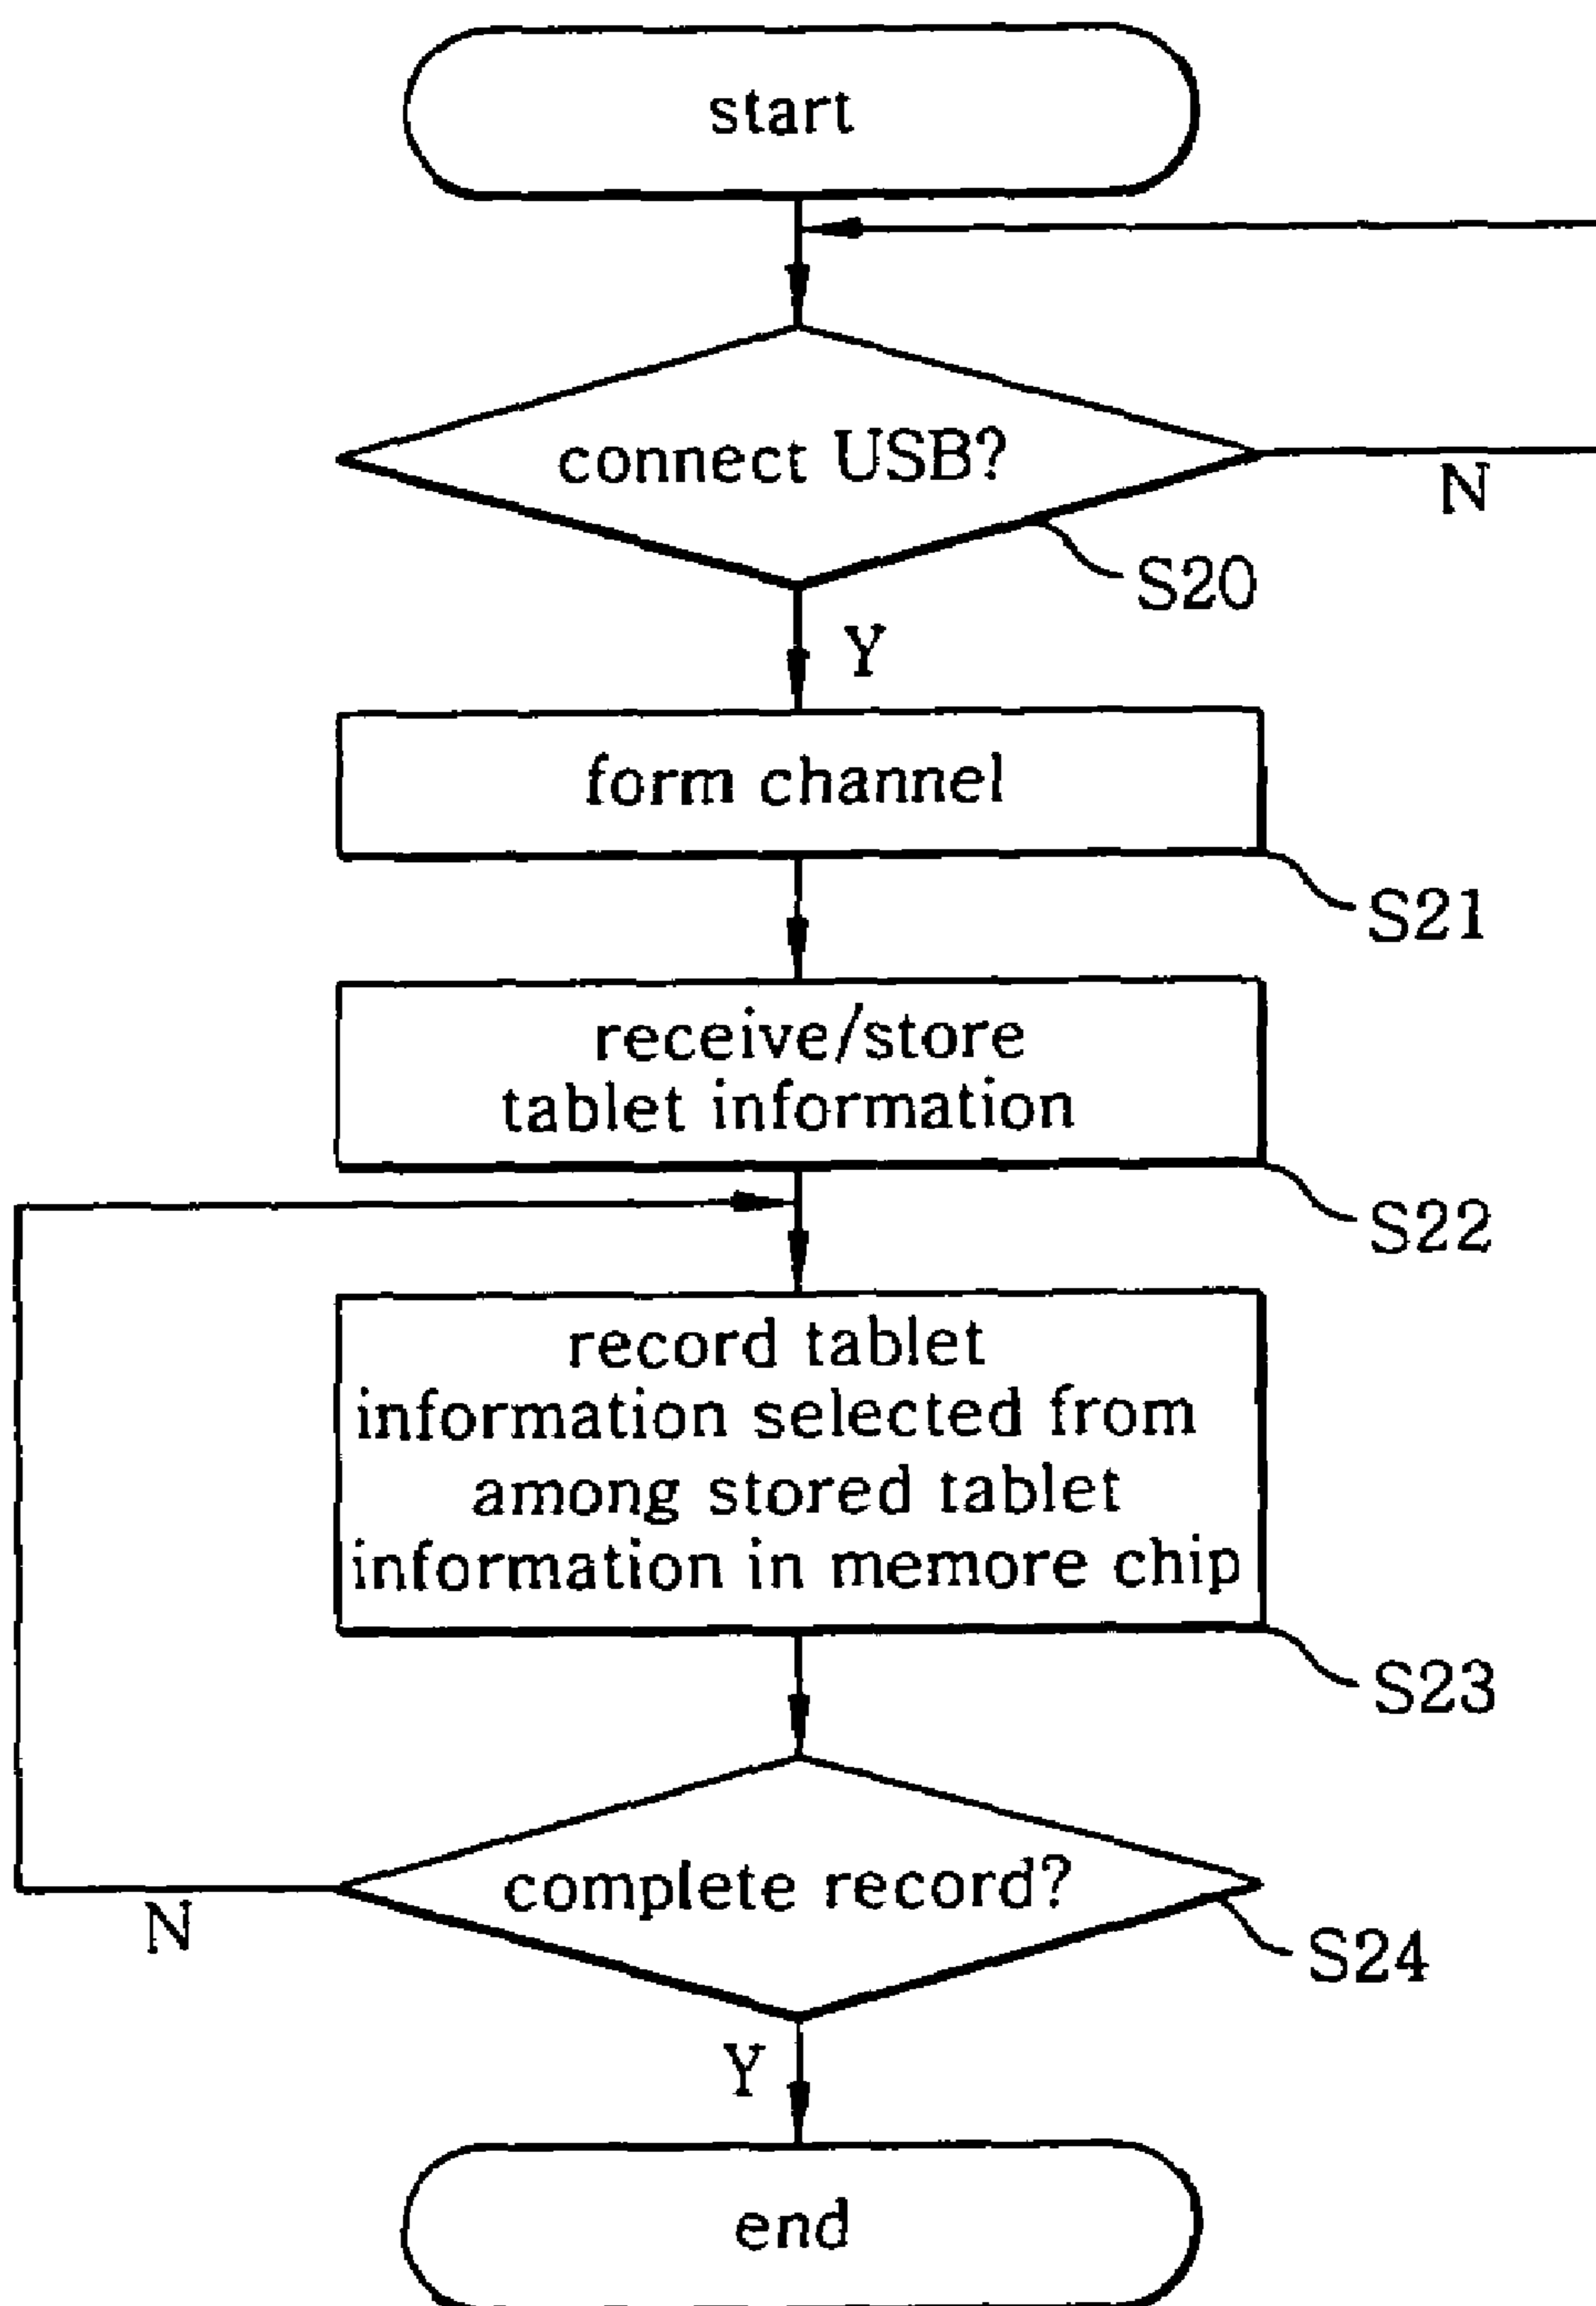 start
connect USB?
N
S20
Y
form channel
S21
receive/store
tablet information
S22
record tablet
information selected from
among stored tablet
information in memore chip
S23
complete record?
N
S24
Y
end